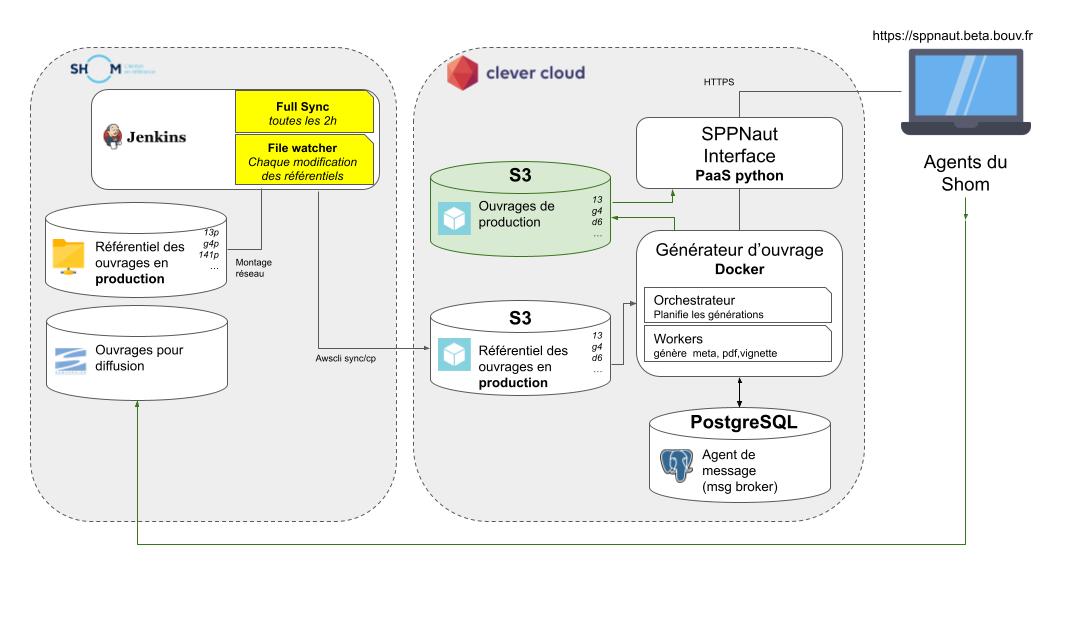 https://sppnaut.beta.bouv.fr
SHOM
clever cloud
HTTPS
Jenkins
Full Sync
toutes les 2h
File watcher
Chaque modification
des référentiels
SPPNaut
Interface
PaaS python
Agents du
Shom
S3
Ouvrages de
production
13
g4
d6
...
Référentiel des
ouvrages en
production
13p
g4p
141p
...
Montage
réseau
Générateur d'ouvrage
Docker
Orchestrateur
Planifie les générations
Workers
génère meta, pdf,vignette
Ouvrages pour
diffusion
Awscli sync/cp
S3
Référentiel des
ouvrages en
production
13
g4
d6
...
PostgreSQL
Agent de
message
(msg broker)